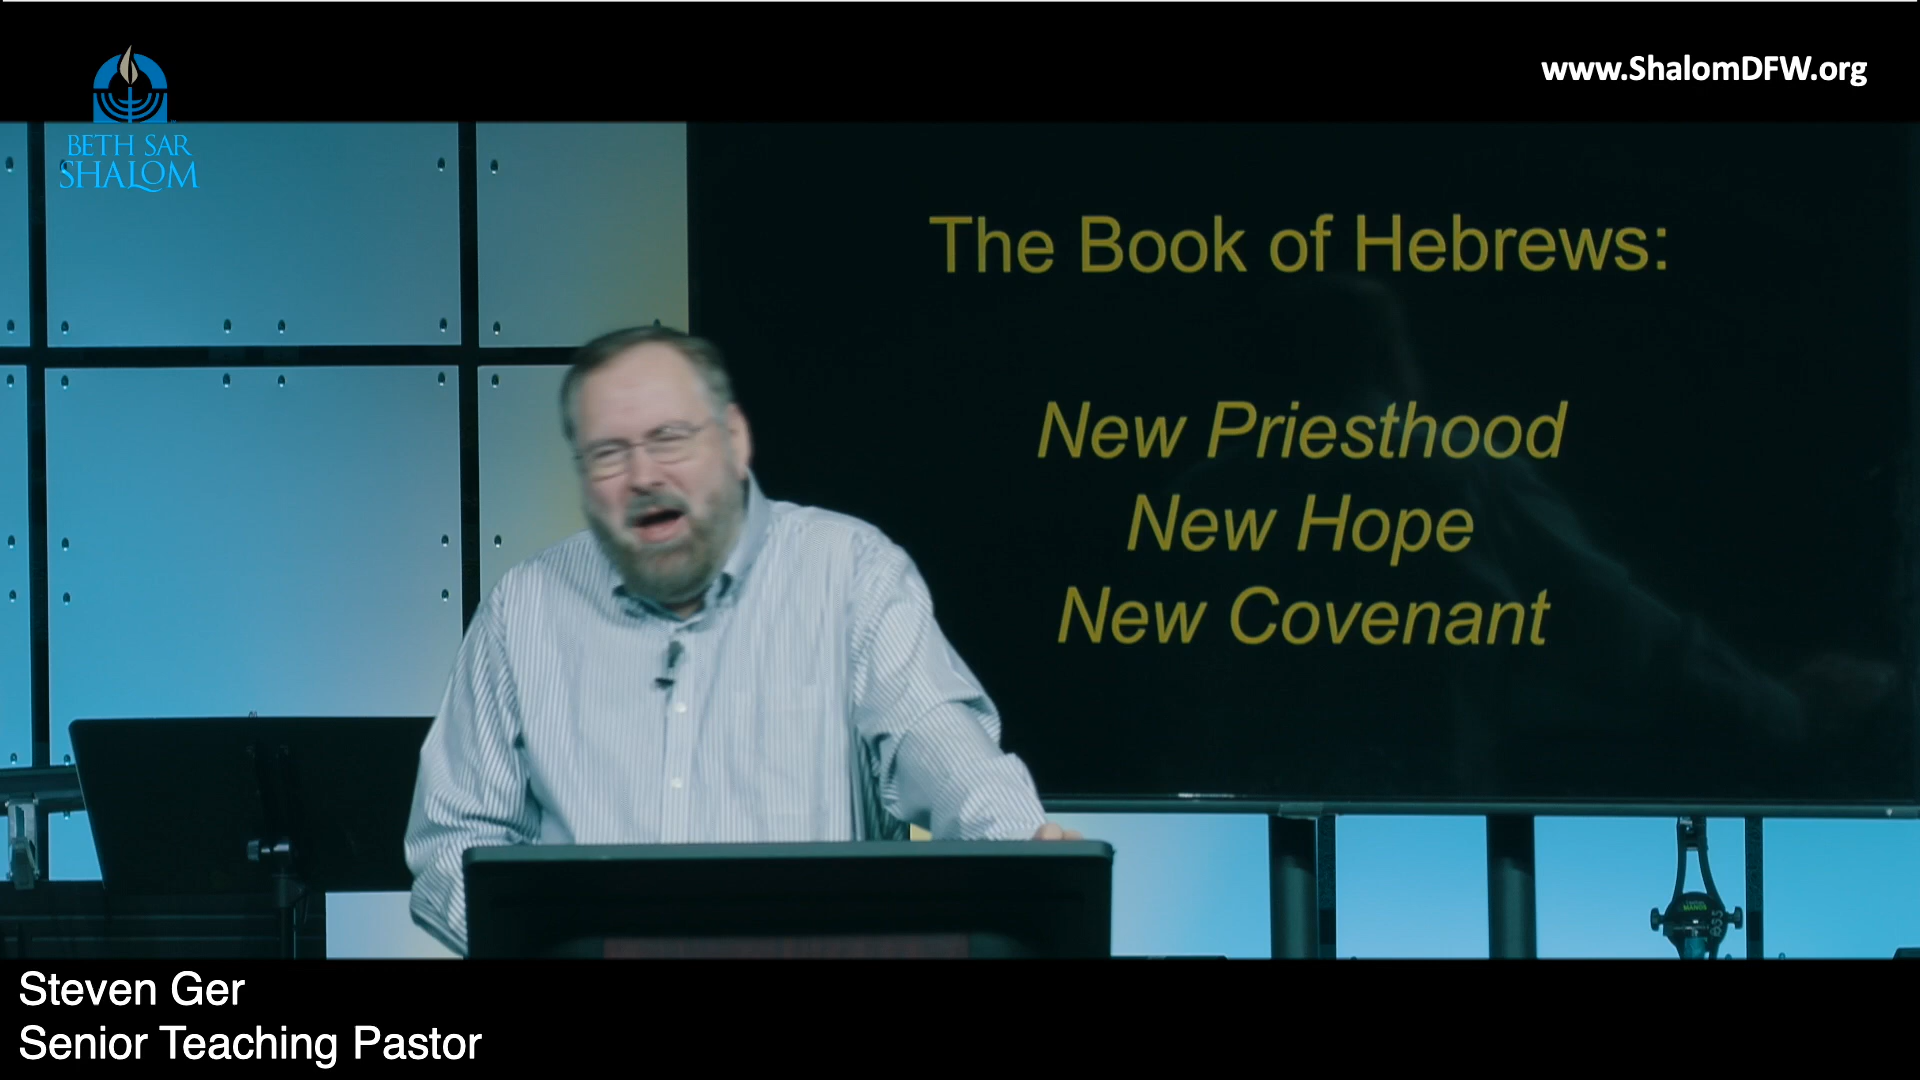 www.ShalomDFW.org
BETH SAR
SHALOM
The Book of Hebrews:
New Priesthood
New Hope
New Covenant
Steven Ger
Senior Teaching Pastor